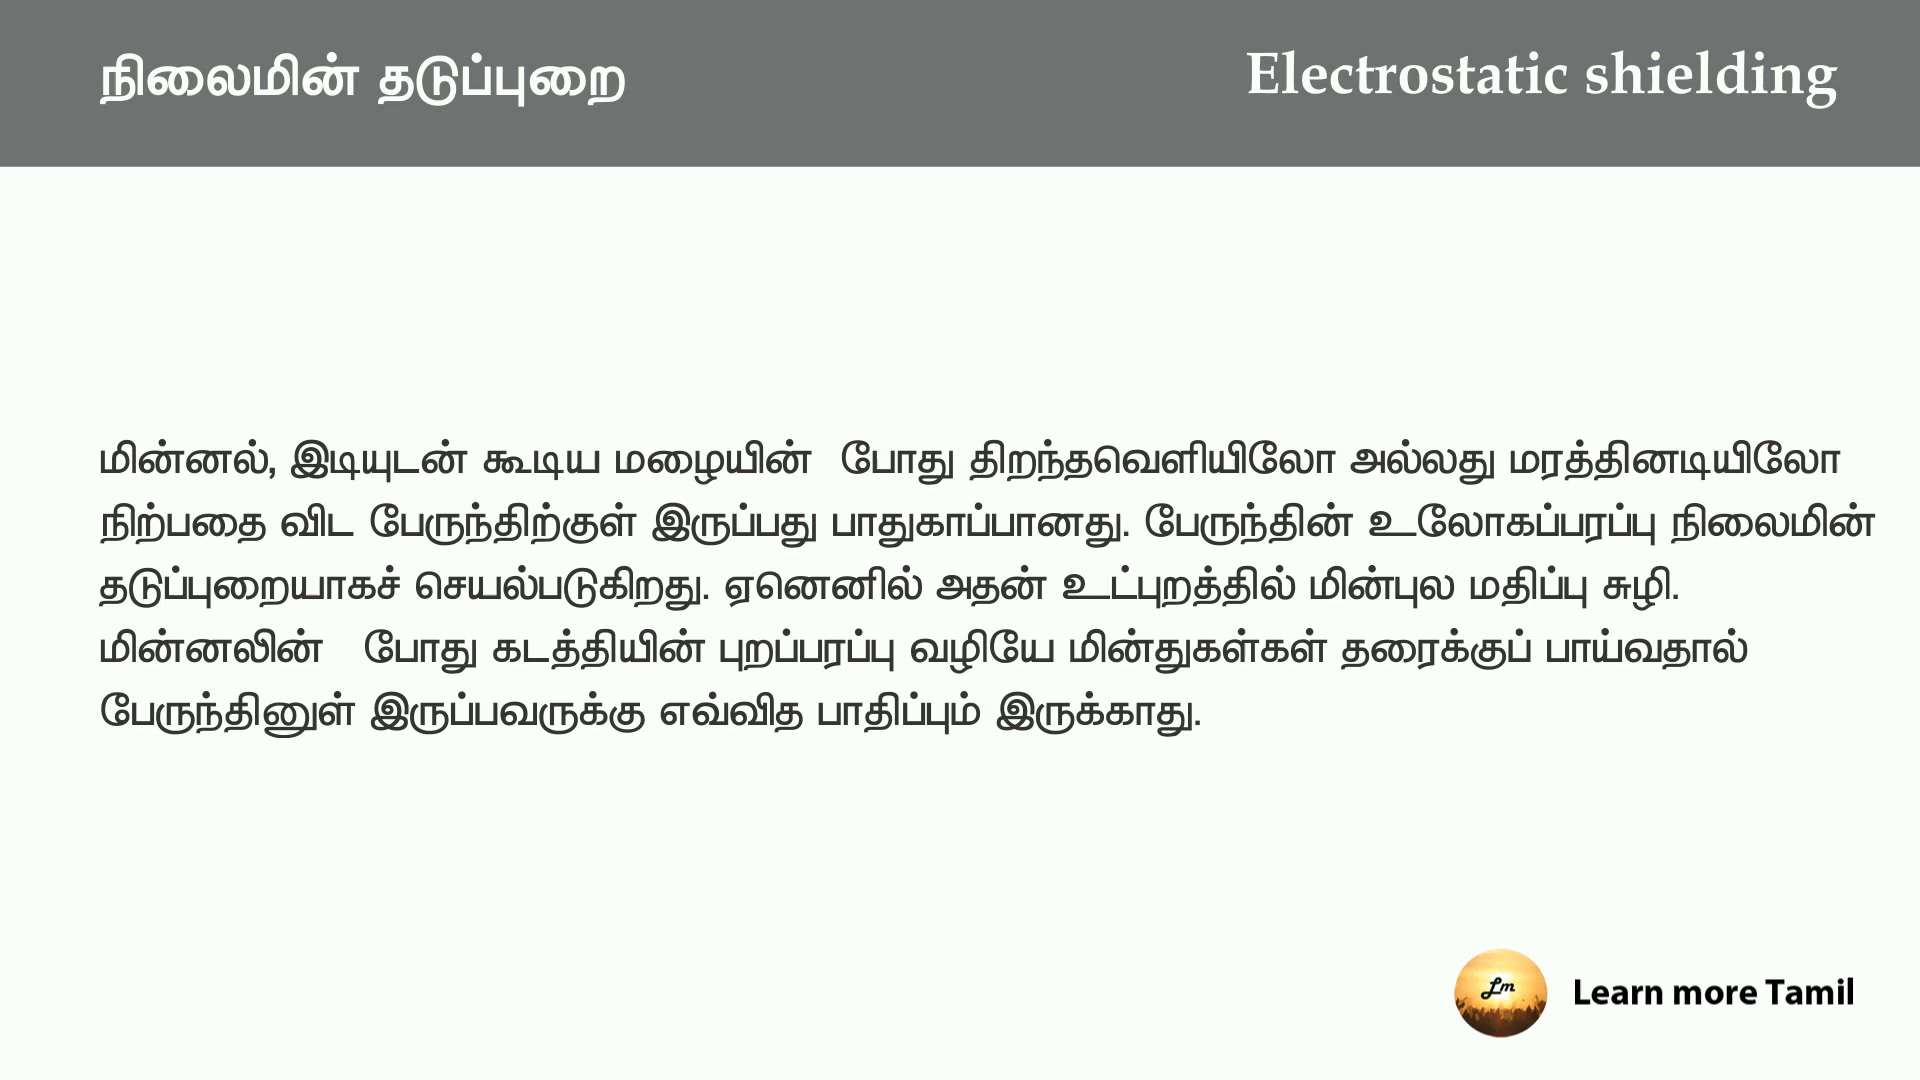 நிலைமின் தடுப்புறை
Electrostatic shielding
மின்னல், இடியுடன் கூடிய மழையின் போது திறந்தவெளியிலோ அல்லது மரத்தினடியிலோ
நிற்பதை விட பேருந்திற்குள் இருப்பது பாதுகாப்பானது. பேருந்தின் உலோகப்பரப்பு நிலைமின்
தடுப்புறையாகச் செயல்படுகிறது. ஏனெனில் அதன் உட்புறத்தில் மின்புல மதிப்பு சுழி.
மின்னலின் போது கடத்தியின் புறப்பரப்பு வழியே மின்துகள்கள் தரைக்குப் பாய்வதால்
பேருந்தினுள் இருப்பவருக்கு எவ்வித பாதிப்பும் இருக்காது.
Lm
Learn more Tamil